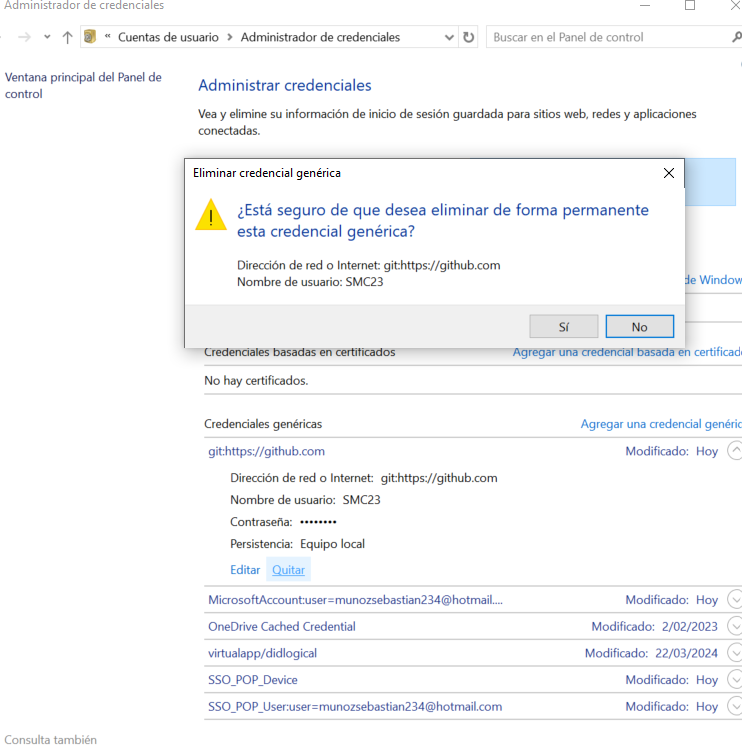 Administrador de credenciales
« Cuentas de usuario > Administrador de credenciales
Buscar en el Panel de control
Ventana principal del Panel de
control
Administrar credenciales
Vea y elimine su información de inicio de sesión guardada para sitios web, redes y aplicaciones
conectadas.
Eliminar credencial genérica
¿Está seguro de que desea eliminar de forma permanente
esta credencial genérica?
Dirección de red o Internet: git:https://github.com
Nombre de usuario: SMC23
Sí
No
de Window
Credenciales basadas en certificados
Agregar una credencial basada en certificad
No hay certificados.
Credenciales genéricas
Agregar una credencial genéric
git:https://github.com
Modificado: Hoy
Dirección de red o Internet: git:https://github.com
Nombre de usuario: SMC23
Contraseña: ••••••••
Persistencia: Equipo local
Editar Quitar
MicrosoftAccount:user=munozsebastian234@hotmail....
Modificado: Hoy
OneDrive Cached Credential
Modificado: 2/02/2023
virtualapp/didlogical
Modificado: 22/03/2024
SSO_POP_Device
Modificado: Hoy
SSO_POP_User:user=munozsebastian234@hotmail.com
Modificado: Hoy
Consulta también